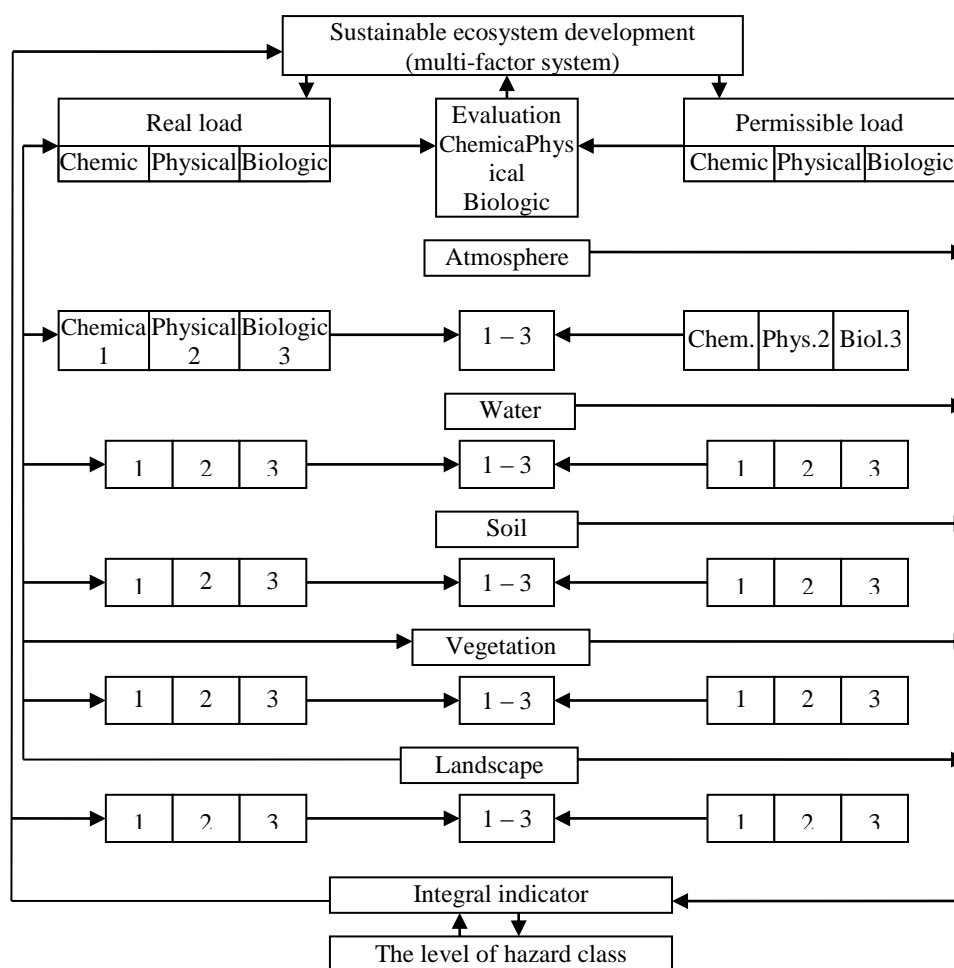 Sustainable ecosystem development
(multi-factor system)
Real load
Chemic Physical Biologic
Evaluation
ChemicaPhys
ical
Biologic
Permissible load
Chemic Physical Biologic
Atmosphere
Chemica Physical Biologic
1 2 3
1 – 3
Chem. Phys.2 Biol.3
Water
1 2 3 1 – 3 1 2 3
Soil
1 2 3 1 – 3 1 2 3
Vegetation
1 2 3 1 – 3 1 2 3
Landscape
1 2 3 1 – 3 1 2 3
Integral indicator
The level of hazard class